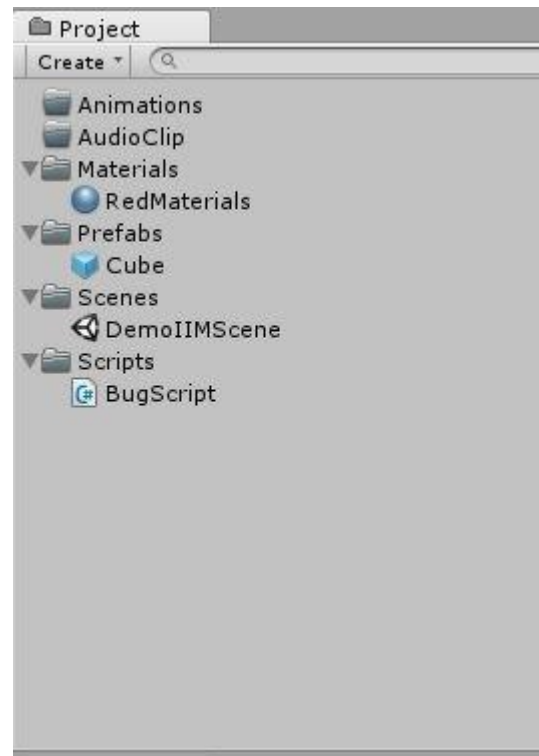 Project
Create
Animations
AudioClip
Materials
RedMaterials
Prefabs
Cube
Scenes
DemoIIMScene
Scripts
C#
BugScript